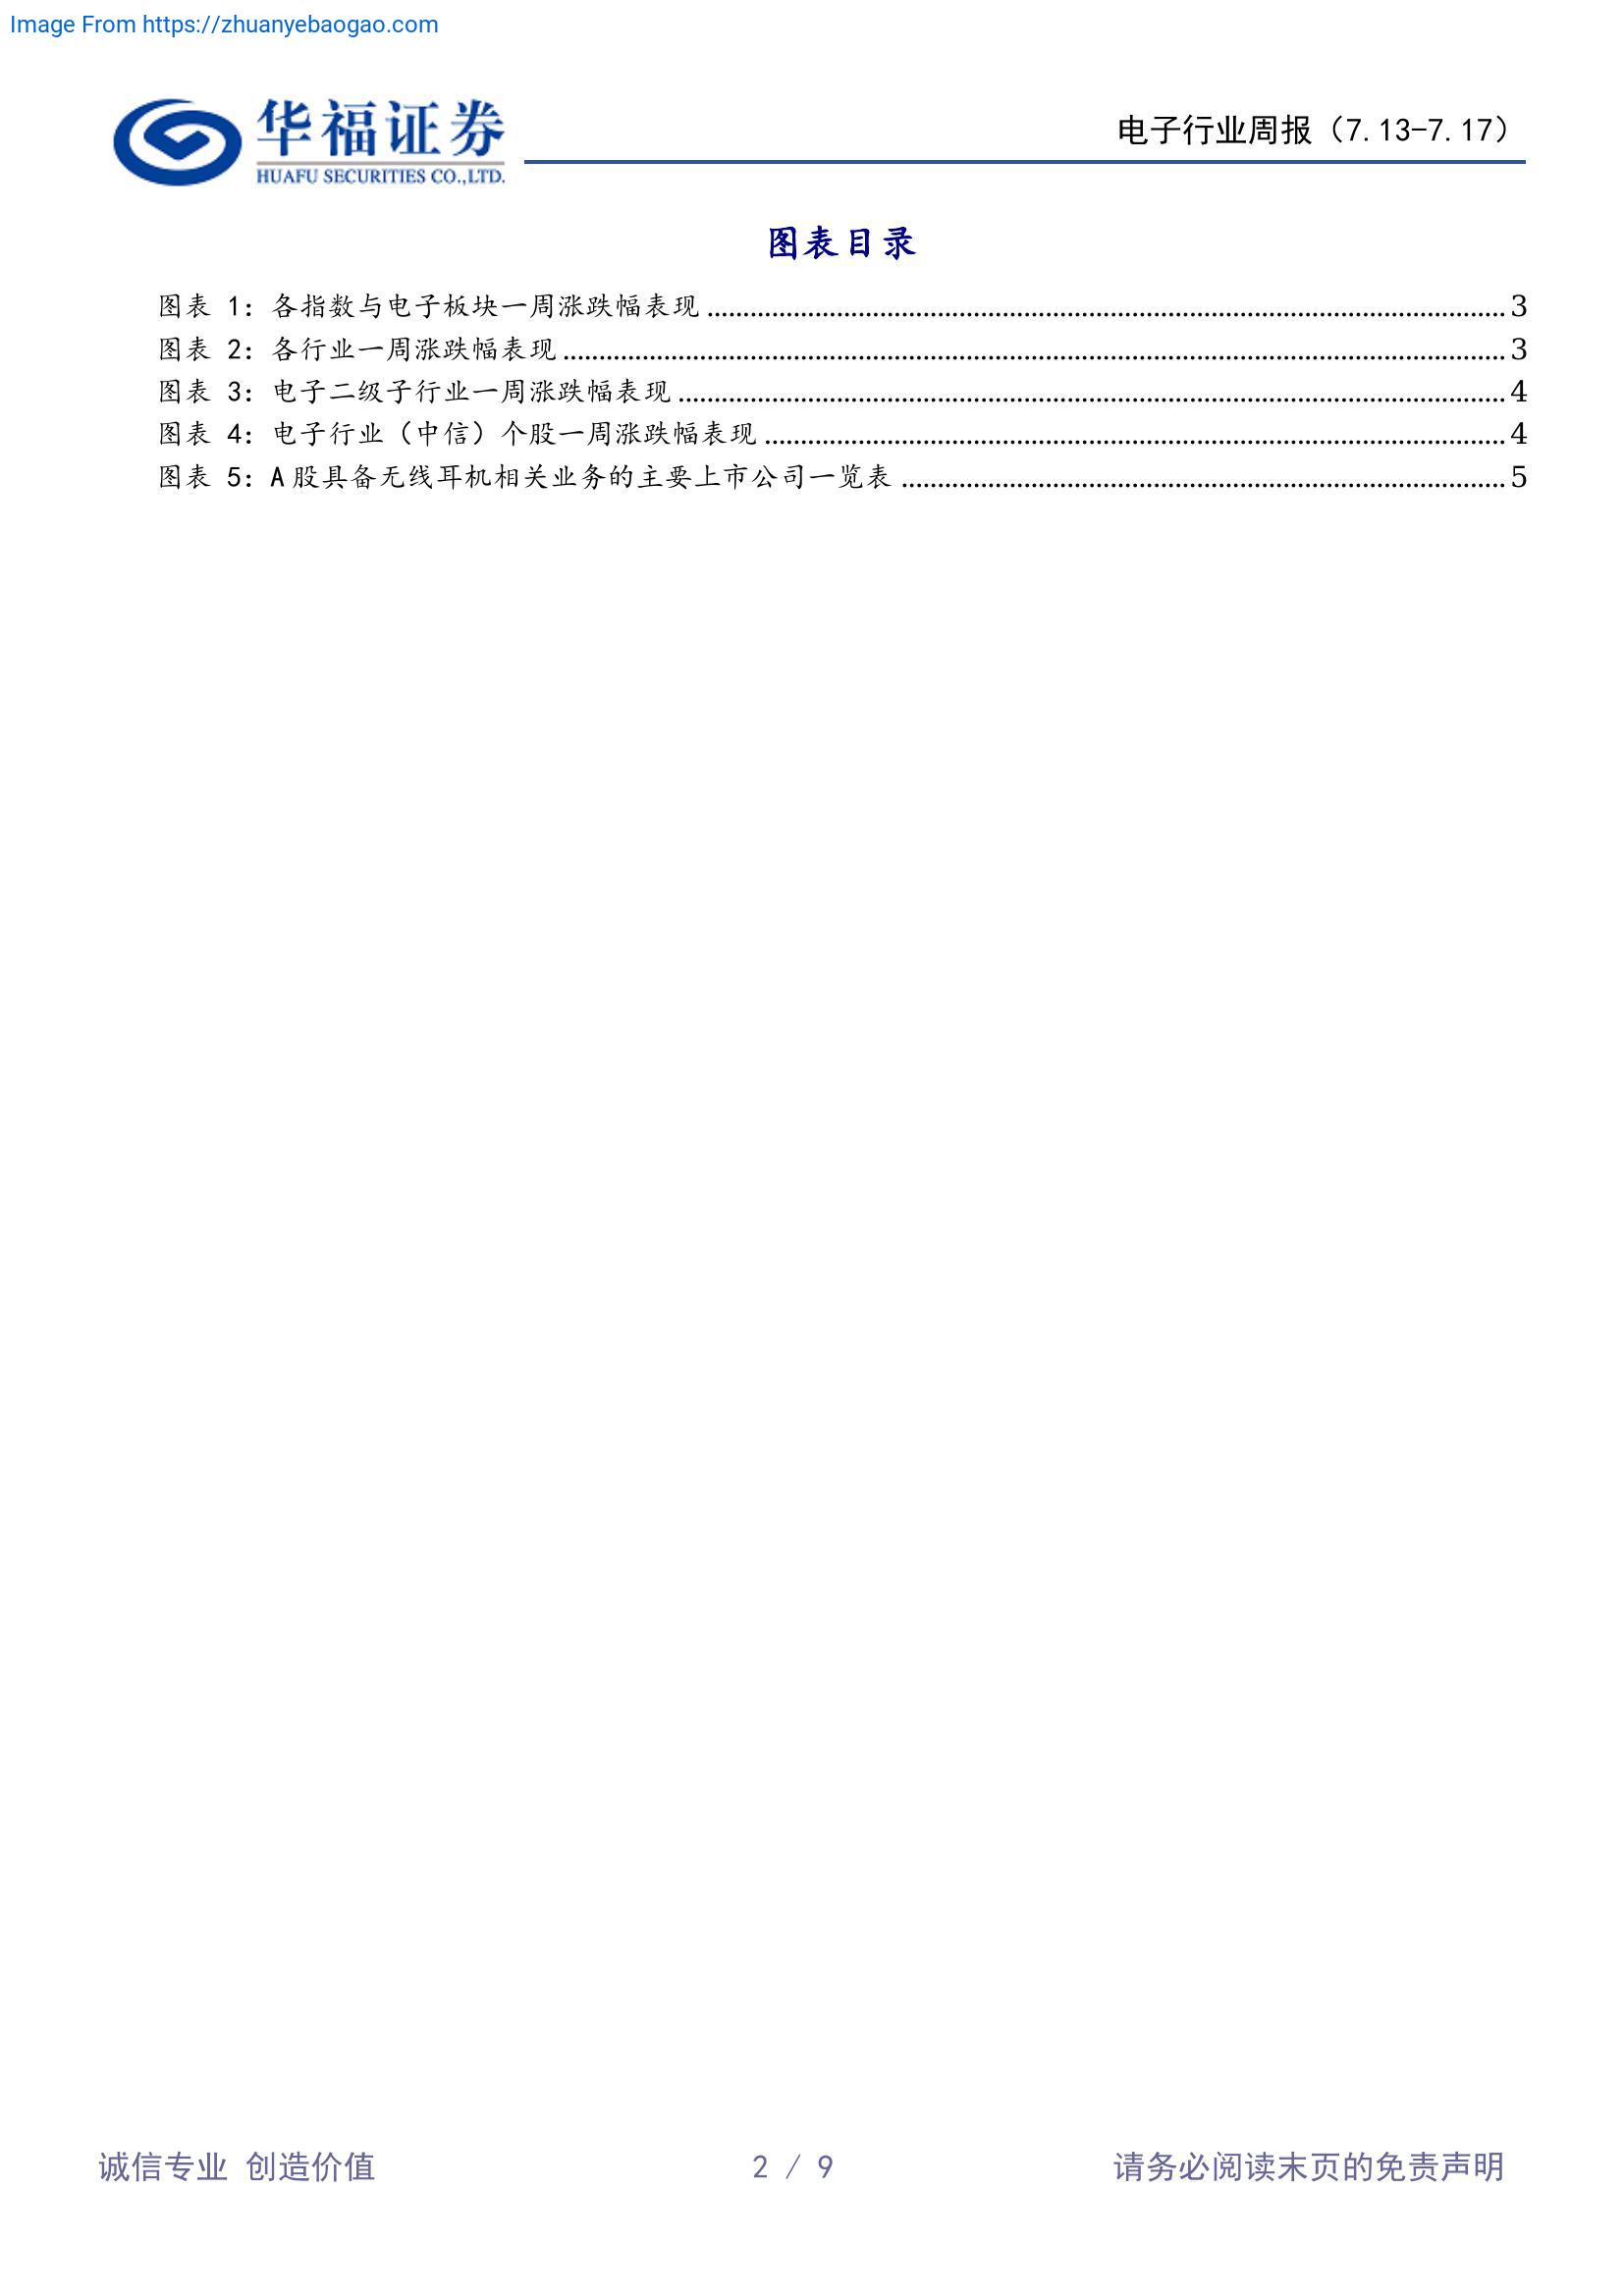 Image From https://zhuanyebaogao.com
华福证券
HUAFU SECURITIES CO.,LTD.
电子行业周报（7.13-7.17）
图表目录
图表 1：各指数与电子板块一周涨跌幅表现 3
图表 2：各行业一周涨跌幅表现 3
图表 3：电子二级子行业一周涨跌幅表现 4
图表 4：电子行业（中信）个股一周涨跌幅表现 4
图表 5：A 股具备无线耳机相关业务的主要上市公司一览表 5
诚信专业 创造价值 2 / 9 请务必阅读末页的免责声明